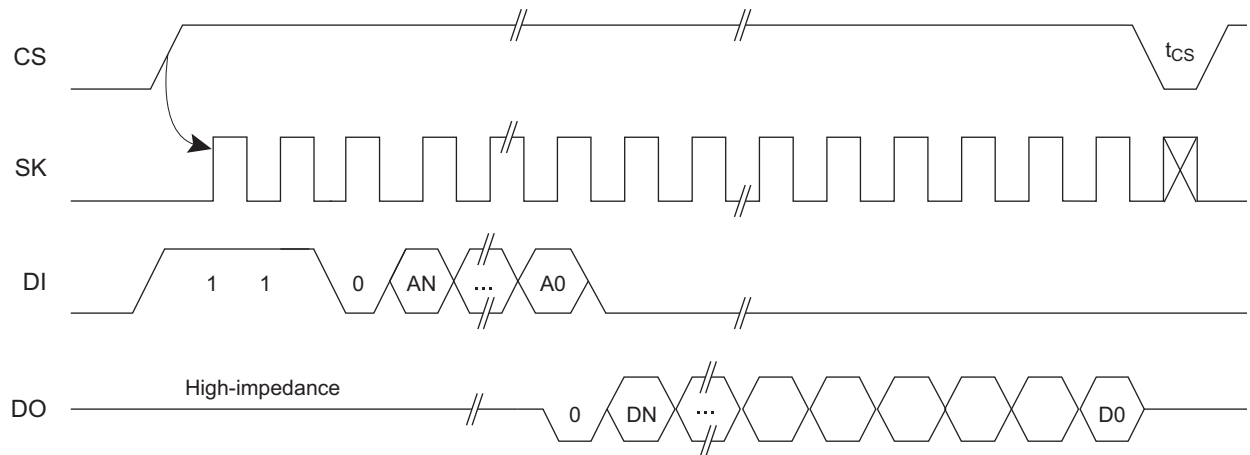 CS
tCS
SK
DI
1 1 0 AN ... A0
High-impedance
DO
0 DN ... D0